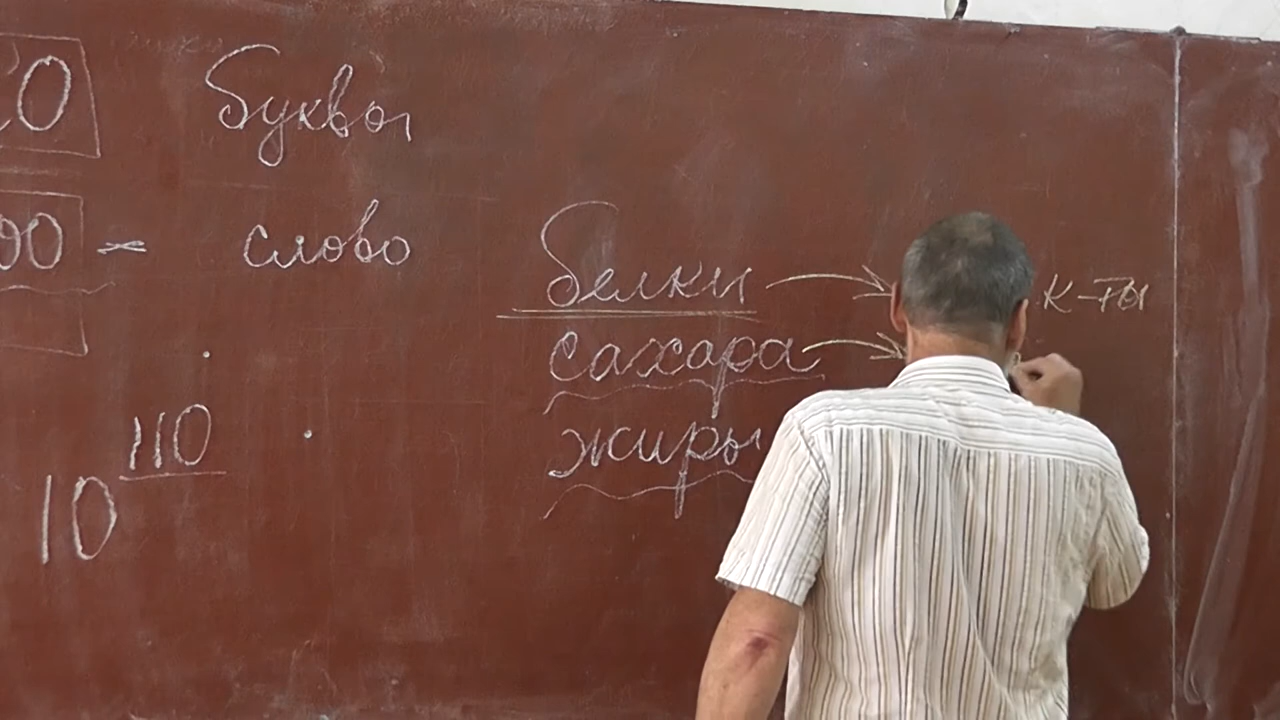 20 буквы
00 - слово
белки → к-ты
сахара →
жиры
10^110